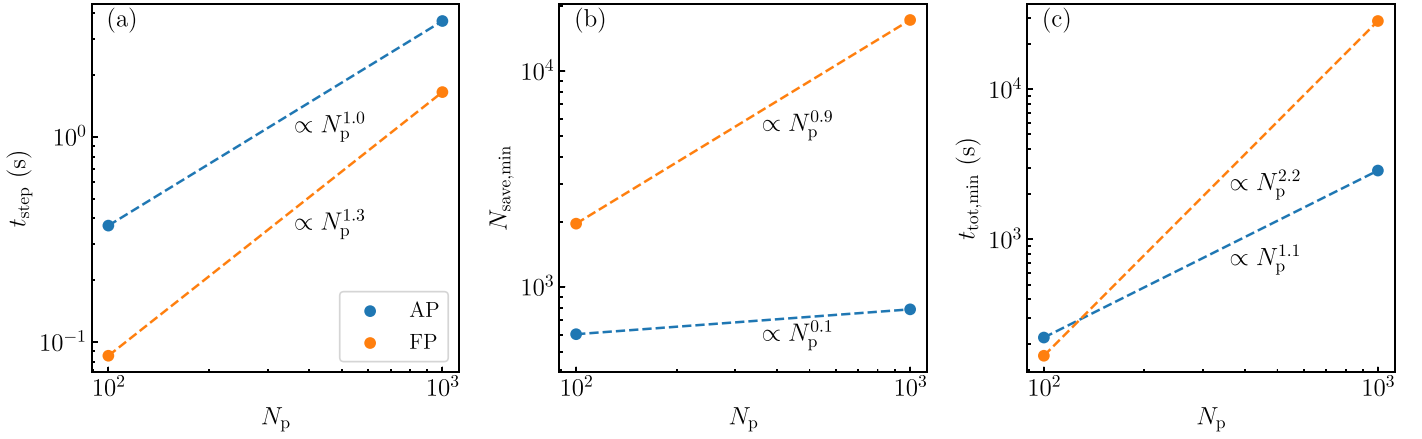 (a)
10^0
10^{-1}
t_step (s)
∝ N_p^{1.0}
∝ N_p^{1.3}
AP
FP
10^2
10^3
N_p
(b)
10^4
10^3
N_save,min
∝ N_p^{0.9}
∝ N_p^{0.1}
10^2
10^3
N_p
(c)
10^4
10^3
t_tot,min (s)
∝ N_p^{2.2}
∝ N_p^{1.1}
10^2
10^3
N_p